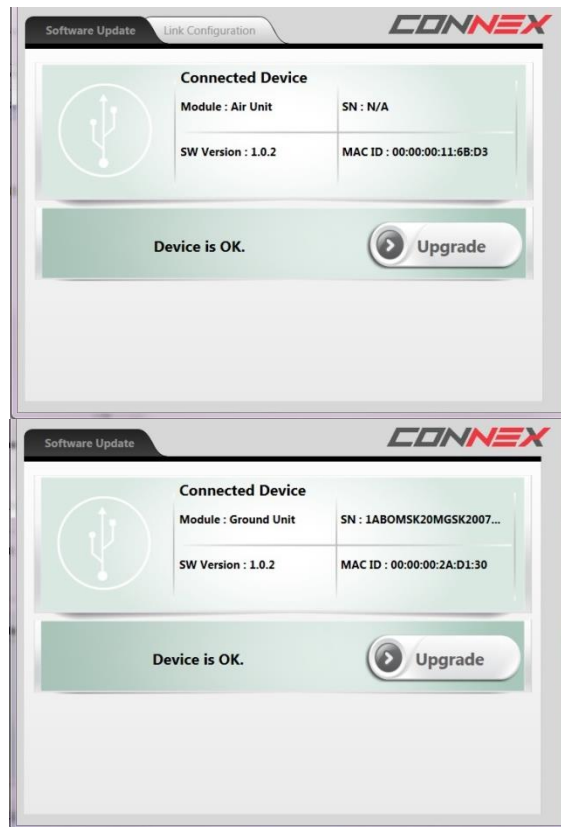 Software Update Link Configuration CONNEX
Connected Device
Module : Air Unit SN : N/A
SW Version : 1.0.2 MAC ID : 00:00:00:11:6B:D3
Device is OK. Upgrade
Software Update CONNEX
Connected Device
Module : Ground Unit SN : 1ABOMSK20MGSK2007...
SW Version : 1.0.2 MAC ID : 00:00:00:2A:D1:30
Device is OK. Upgrade